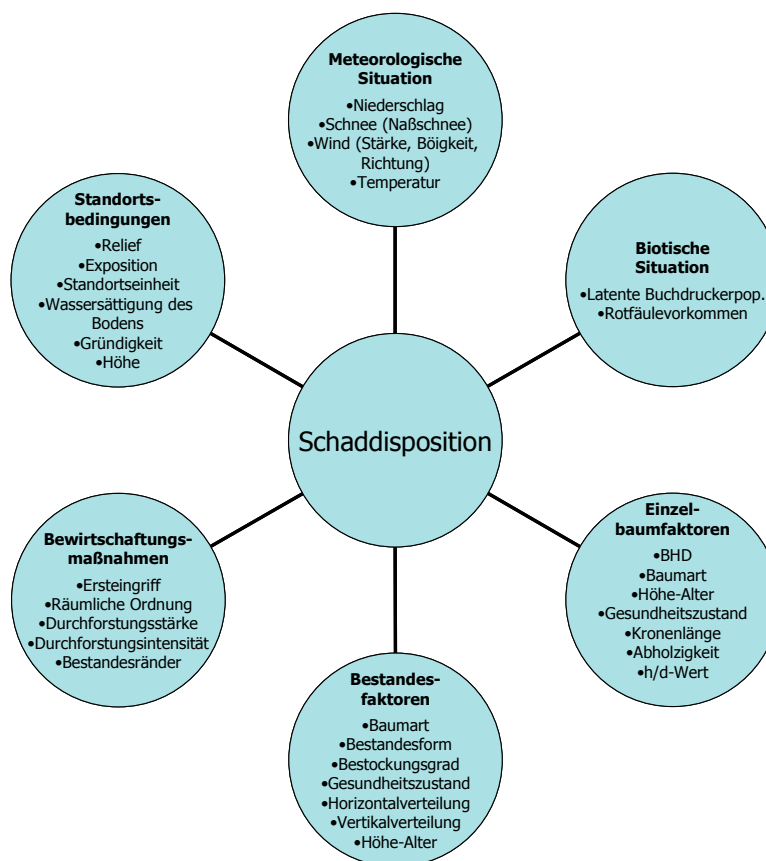 Meteorologische
Situation
•Niederschlag
•Schnee (Naßschnee)
•Wind (Stärke, Böigkeit,
Richtung)
•Temperatur
Standorts-
bedingungen
•Relief
•Exposition
•Standortseinheit
•Wassersättigung des
Bodens
•Gründigkeit
•Höhe
Biotische
Situation
•Latente Buchdruckerpop.
•Rotfäulevorkommen
Schaddisposition
Bewirtschaftungs-
maßnahmen
•Ersteingriff
•Räumliche Ordnung
•Durchforstungsstärke
•Durchforstungsintensität
•Bestandesränder
Einzel-
baumfaktoren
•BHD
•Baumart
•Höhe-Alter
•Gesundheitszustand
•Kronenlänge
•Abholzigkeit
•h/d-Wert
Bestandes-
faktoren
•Baumart
•Bestandesform
•Bestockungsgrad
•Gesundheitszustand
•Horizontalverteilung
•Vertikalverteilung
•Höhe-Alter